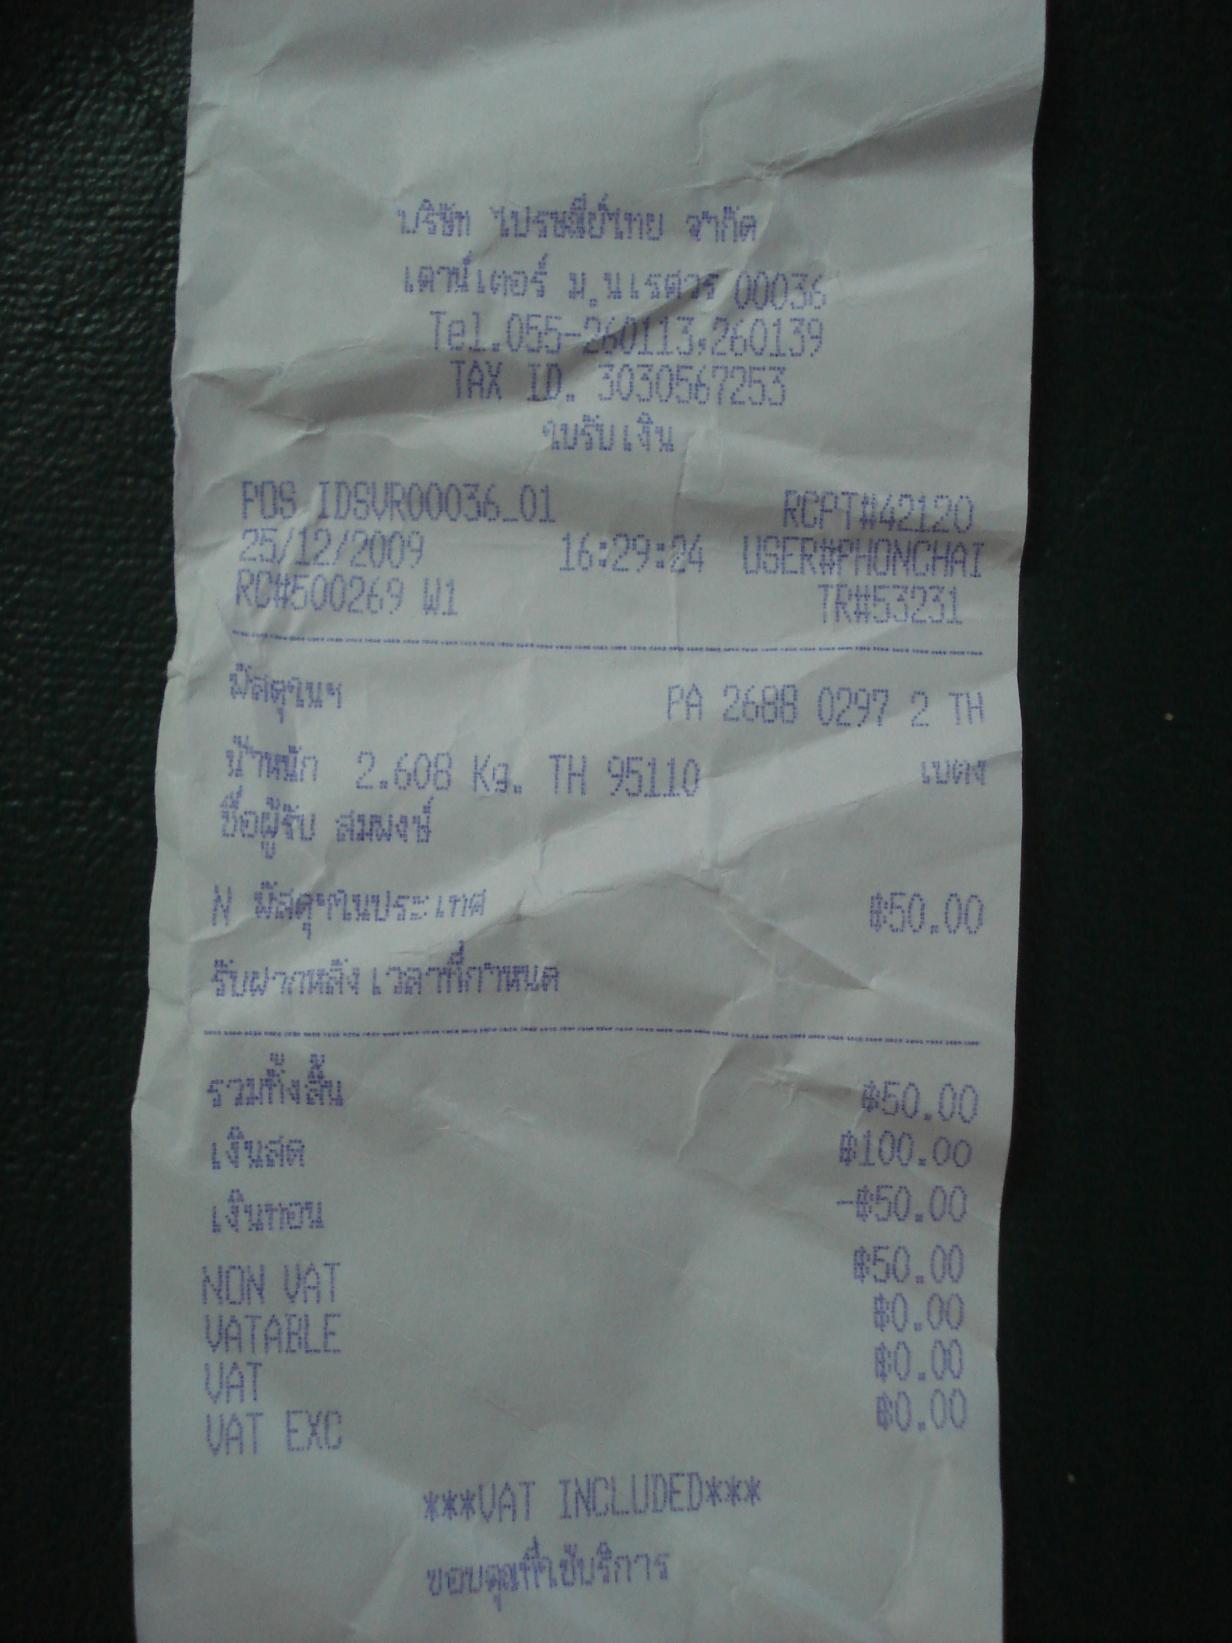 บริษัท ไปรษณีย์ไทย จำกัด
เคาน์เตอร์ ม.นเรศวร 00036
Tel.055-260113,260139
TAX ID. 3030567253
ใบรับเงิน
POS IDSVR00036_01 RCPT#42120
25/12/2009 16:29:24 USER#PHONCHAI
RC#500269 W1 TR#53231
พัสดุในฯ PA 2688 0297 2 TH
น้ำหนัก 2.608 Kg. TH 95110 เบตง
ชื่อผู้รับ สมพงษ์
N พัสดุฯในประเทศ ฿50.00
รับฝากหลังเวลาที่กำหนด
รวมทั้งสิ้น ฿50.00
เงินสด ฿100.00
เงินทอน -฿50.00
NON VAT ฿50.00
VATABLE ฿0.00
VAT ฿0.00
VAT EXC ฿0.00
***VAT INCLUDED***
ขอบคุณที่ใช้บริการ